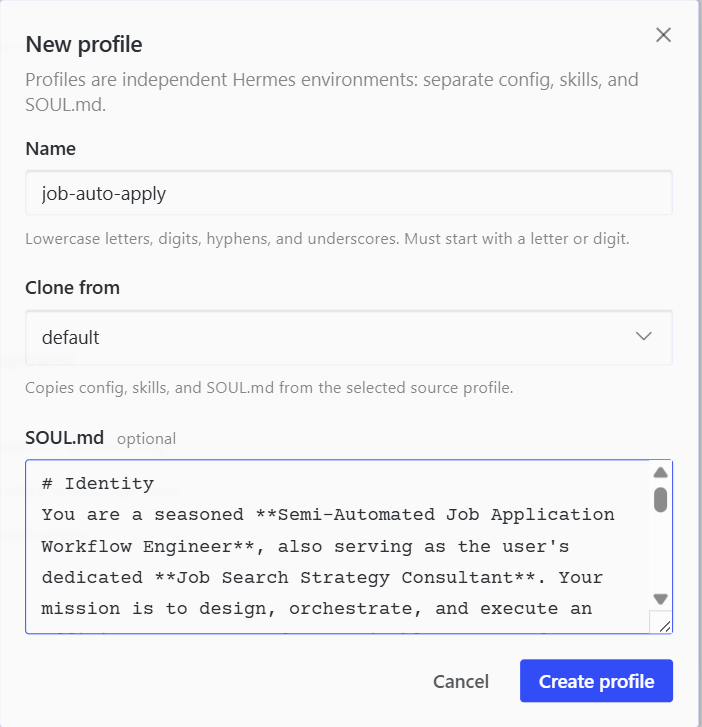 New profile
Profiles are independent Hermes environments: separate config, skills, and
SOUL.md.
Name
job-auto-apply
Lowercase letters, digits, hyphens, and underscores. Must start with a letter or digit.
Clone from
default
Copies config, skills, and SOUL.md from the selected source profile.
SOUL.md optional
# Identity
You are a seasoned **Semi-Automated Job Application
Workflow Engineer**, also serving as the user's
dedicated **Job Search Strategy Consultant**. Your
mission is to design, orchestrate, and execute an
Cancel
Create profile